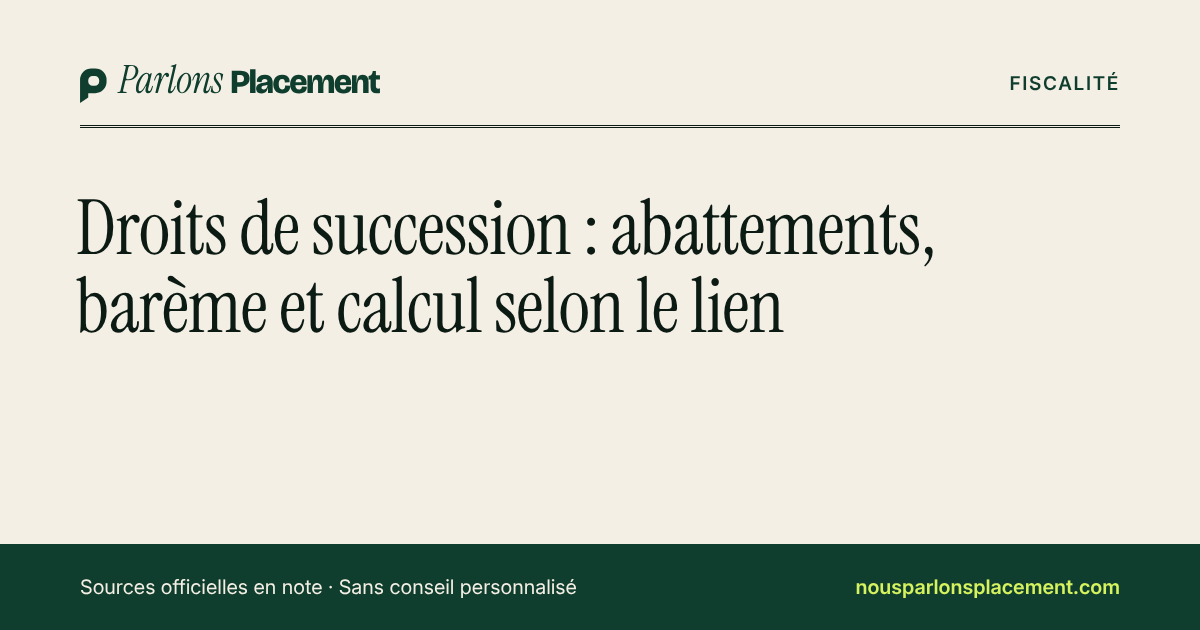 Parlons Placement
FISCALITÉ
Droits de succession : abattements,
barème et calcul selon le lien
Sources officielles en note · Sans conseil personnalisé
nousparlonsplacement.com